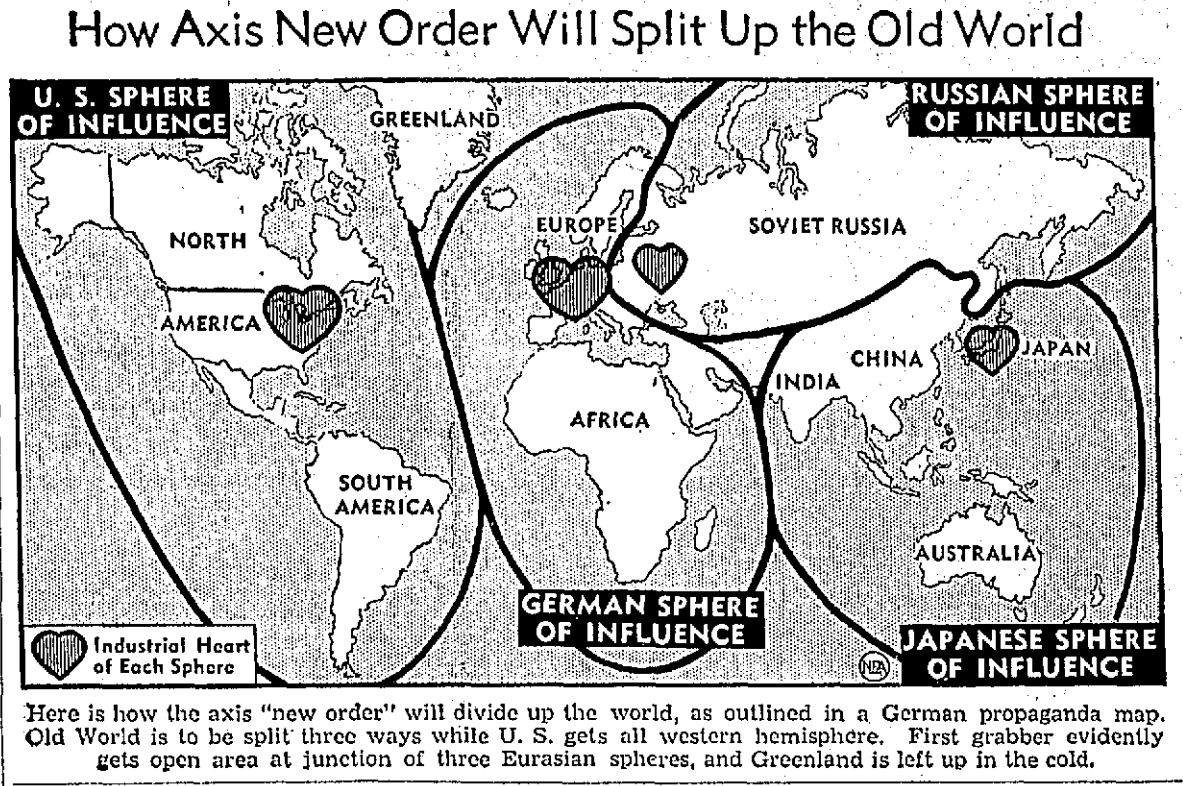 How Axis New Order Will Split Up the Old World
U. S. SPHERE
OF INFLUENCE
GREENLAND
RUSSIAN SPHERE
OF INFLUENCE
NORTH
AMERICA
EUROPE
SOVIET RUSSIA
CHINA
JAPAN
INDIA
AFRICA
SOUTH
AMERICA
AUSTRALIA
GERMAN SPHERE
OF INFLUENCE
JAPANESE SPHERE
OF INFLUENCE
Industrial Heart
of Each Sphere
NEA
Here is how the axis "new order" will divide up the world, as outlined in a German propaganda map.
Old World is to be split three ways while U. S. gets all western hemisphere. First grabber evidently
gets open area at junction of three Eurasian spheres, and Greenland is left up in the cold.